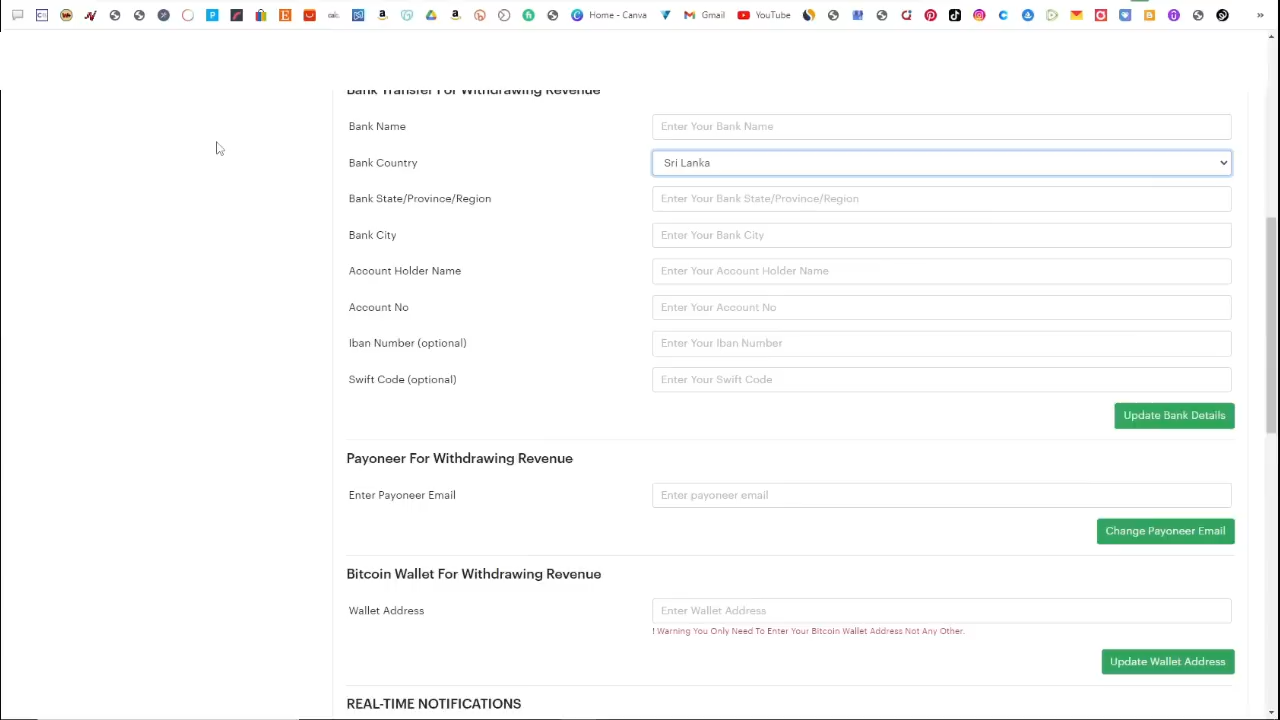 Home - Canva
Gmail
YouTube
»
Bank Transfer For Withdrawing Revenue
Bank Name
Enter Your Bank Name
Bank Country
Sri Lanka
Bank State/Province/Region
Enter Your Bank State/Province/Region
Bank City
Enter Your Bank City
Account Holder Name
Enter Your Account Holder Name
Account No
Enter Your Account No
Iban Number (optional)
Enter Your Iban Number
Swift Code (optional)
Enter Your Swift Code
Update Bank Details
Payoneer For Withdrawing Revenue
Enter Payoneer Email
Enter payoneer email
Change Payoneer Email
Bitcoin Wallet For Withdrawing Revenue
Wallet Address
Enter Wallet Address
! Warning You Only Need To Enter Your Bitcoin Wallet Address Not Any Other.
Update Wallet Address
REAL-TIME NOTIFICATIONS